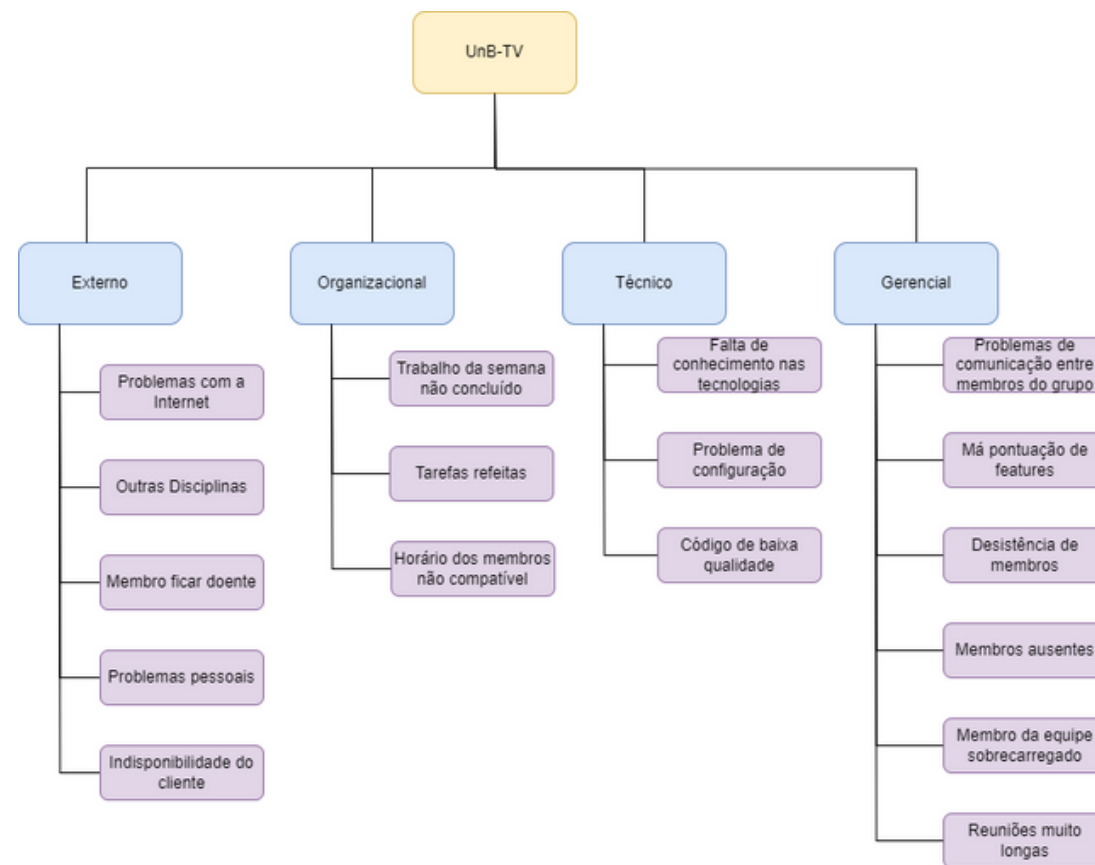 UnB-TV
Externo
Organizacional
Técnico
Gerencial
Problemas com a
Internet
Outras Disciplinas
Membro ficar doente
Problemas pessoais
Indisponibilidade do
cliente
Trabalho da semana
não concluído
Tarefas refeitas
Horário dos membros
não compatível
Falta de
conhecimento nas
tecnologias
Problema de
configuração
Código de baixa
qualidade
Problemas de
comunicação entre
membros do grupo
Má pontuação de
features
Desistência de
membros
Membros ausentes
Membro da equipe
sobrecarregado
Reuniões muito
longas